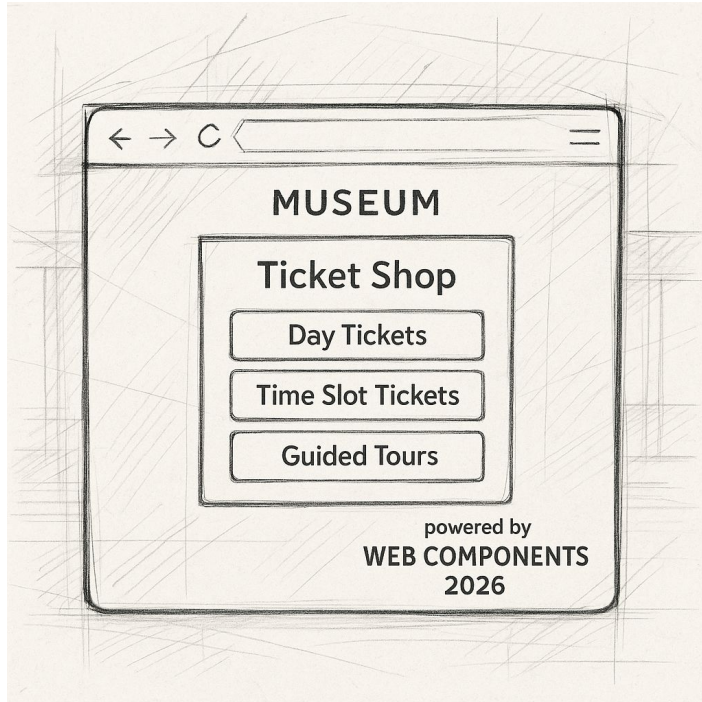 MUSEUM
Ticket Shop
Day Tickets
Time Slot Tickets
Guided Tours
powered by
WEB COMPONENTS
2026